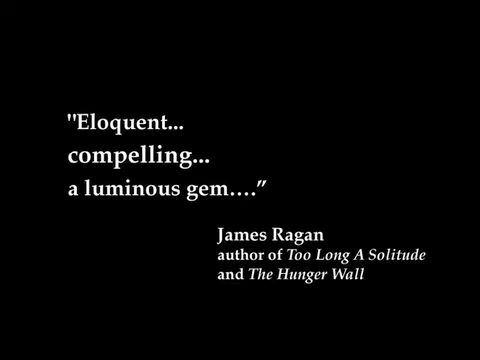 "Eloquent...
compelling...
a luminous gem….”
James Ragan
author of Too Long A Solitude
and The Hunger Wall